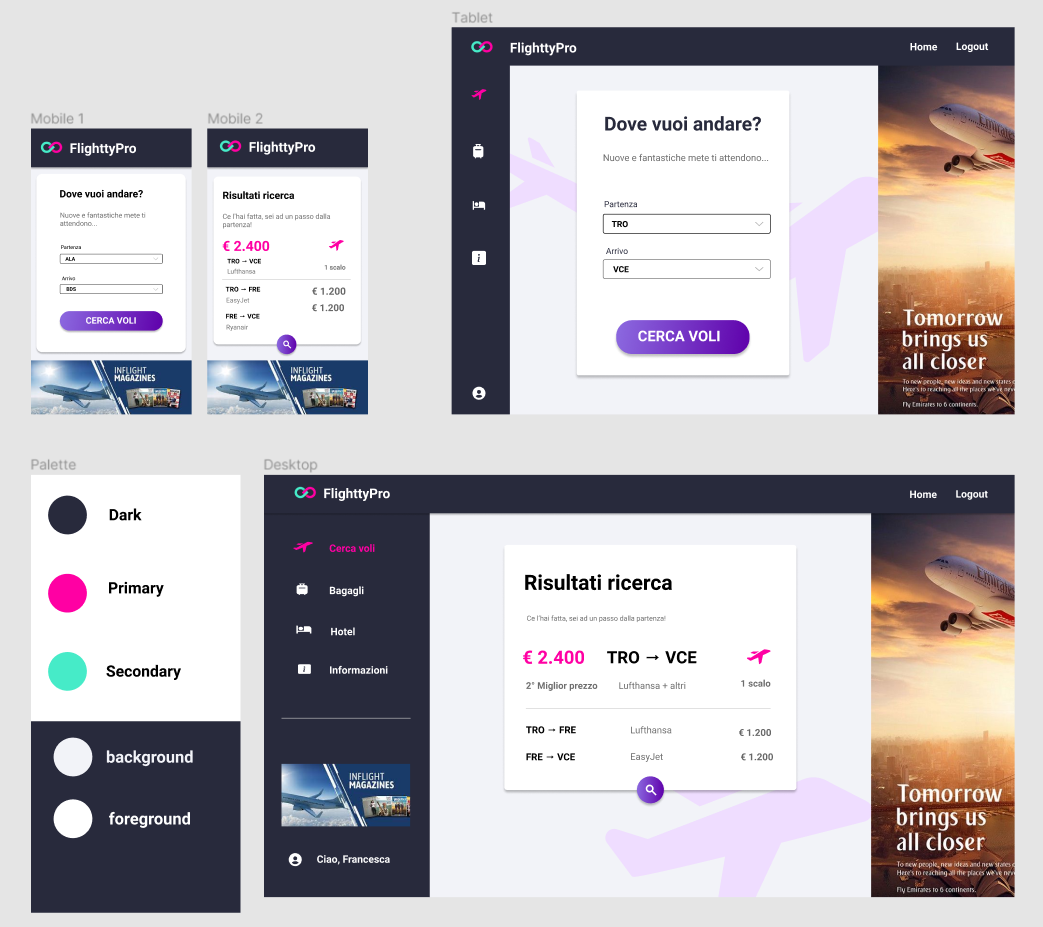 Tablet
FlighttyPro
Home
Logout
Dove vuoi andare?
Nuove e fantastiche mete ti attendono...
Partenza
TRO
Arrivo
VCE
CERCA VOLI
i
Emirates
Tomorrow
brings us
all closer
To new people, new ideas and new states o
Here's to reaching all the places we've nev
Fly Emirates to 6 continents.
Mobile 1
FlighttyPro
Dove vuoi andare?
Nuove e fantastiche mete ti
attendono...
Partenza
ALA
Arrivo
BDS
CERCA VOLI
INFLIGHT
MAGAZINES
Mobile 2
FlighttyPro
Risultati ricerca
Ce l'hai fatta, sei ad un passo dalla
partenza!
€ 2.400
TRO → VCE
Lufthansa
1 scalo
TRO → FRE
€ 1.200
EasyJet
€ 1.200
FRE → VCE
Ryanair
INFLIGHT
MAGAZINES
Palette
Dark
Primary
Secondary
background
foreground
Desktop
FlighttyPro
Home
Logout
Cerca voli
Bagagli
Hotel
i
Informazioni
INFLIGHT
MAGAZINES
Ciao, Francesca
Risultati ricerca
Ce l'hai fatta, sei ad un passo dalla partenza!
€ 2.400
TRO → VCE
2° Miglior prezzo
Lufthansa + altri
1 scalo
TRO → FRE
Lufthansa
€ 1.200
FRE → VCE
EasyJet
€ 1.200
Emirates
Tomorrow
brings us
all closer
To new people, new ideas and new states o
Here's to reaching all the places we've nev
Fly Emirates to 6 continents.